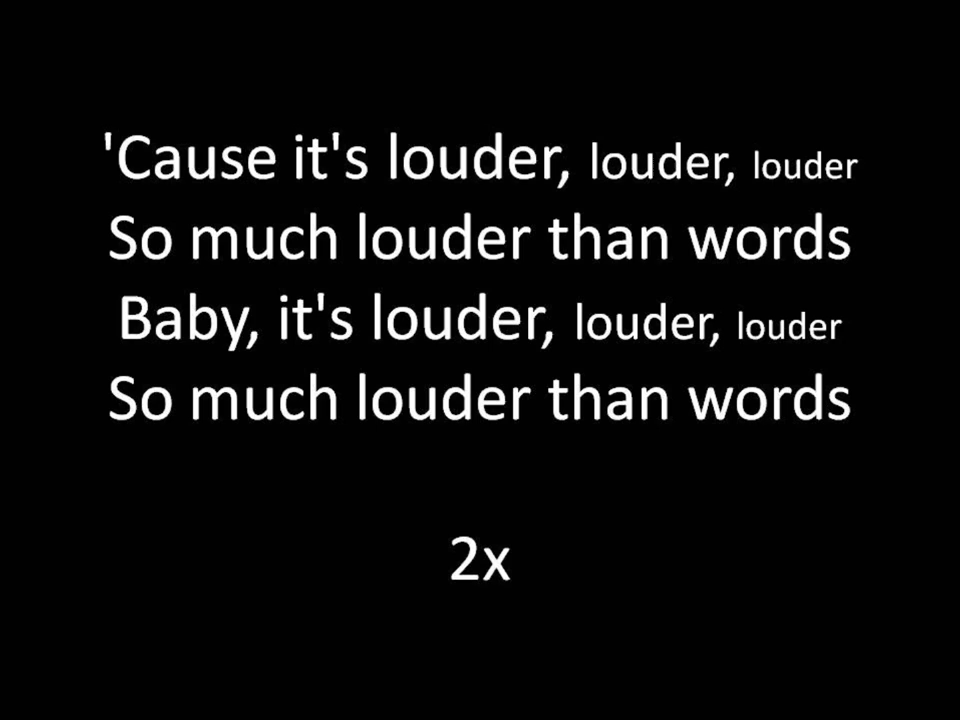 'Cause it's louder, louder, louder
So much louder than words
Baby, it's louder, louder, louder
So much louder than words
2x